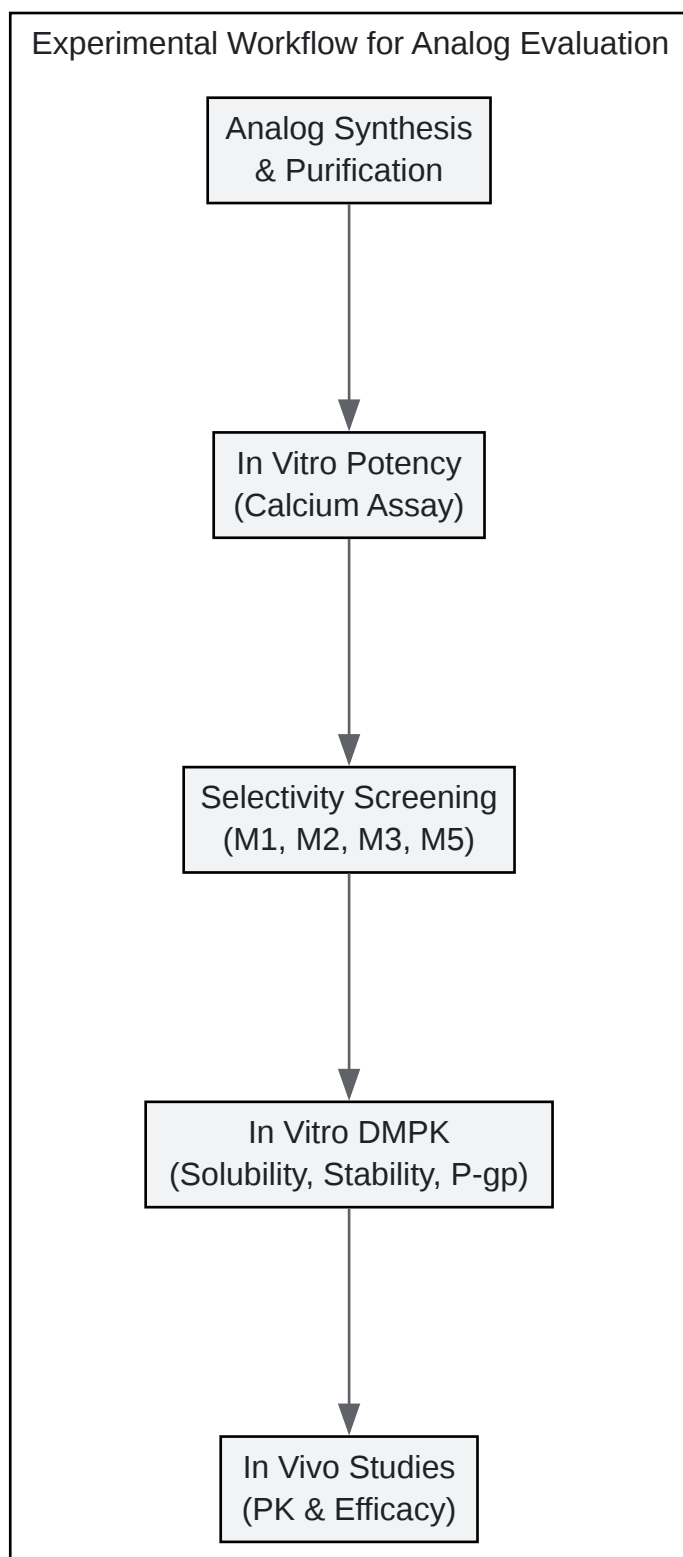 Experimental Workflow for Analog Evaluation
Analog Synthesis
& Purification
In Vitro Potency
(Calcium Assay)
Selectivity Screening
(M1, M2, M3, M5)
In Vitro DMPK
(Solubility, Stability, P-gp)
In Vivo Studies
(PK & Efficacy)